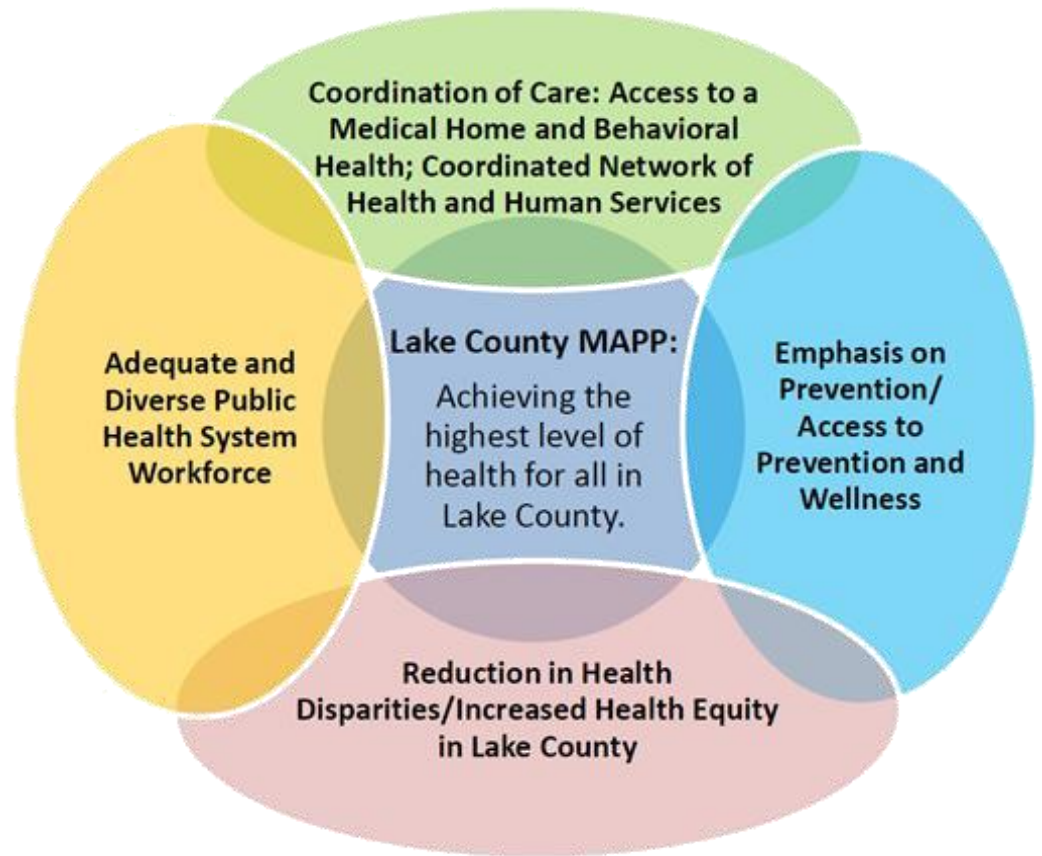 Coordination of Care: Access to a
Medical Home and Behavioral
Health; Coordinated Network of
Health and Human Services
Adequate and
Diverse Public
Health System
Workforce
Lake County MAPP:
Achieving the
highest level of
health for all in
Lake County.
Emphasis on
Prevention/
Access to
Prevention and
Wellness
Reduction in Health
Disparities/Increased Health Equity
in Lake County